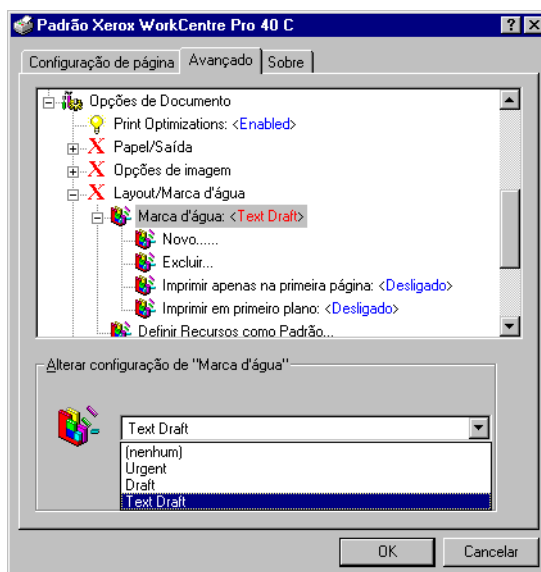 Padrão Xerox WorkCentre Pro 40 C
Configuração de página Avançado Sobre
Opções de Documento
Print Optimizations: <Enabled>
Papel/Saída
Opções de imagem
Layout/Marca d'água
Marca d'água: <Text Draft>
Novo......
Excluir...
Imprimir apenas na primeira página: <Desligado>
Imprimir em primeiro plano: <Desligado>
Definir Recursos como Padrão...
Alterar configuração de "Marca d'água"
Text Draft
(nenhum)
Urgent
Draft
Text Draft
OK Cancelar